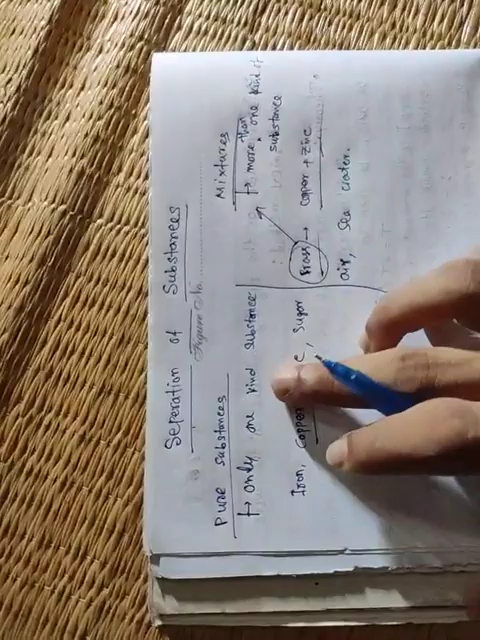 Seperation of Substances
Pure substances
↳ only one kind substance
Iron, Copper, Sugar
Mixtures
↳ more than one kind of
substance
Brass → copper + zinc
air, Sea water.